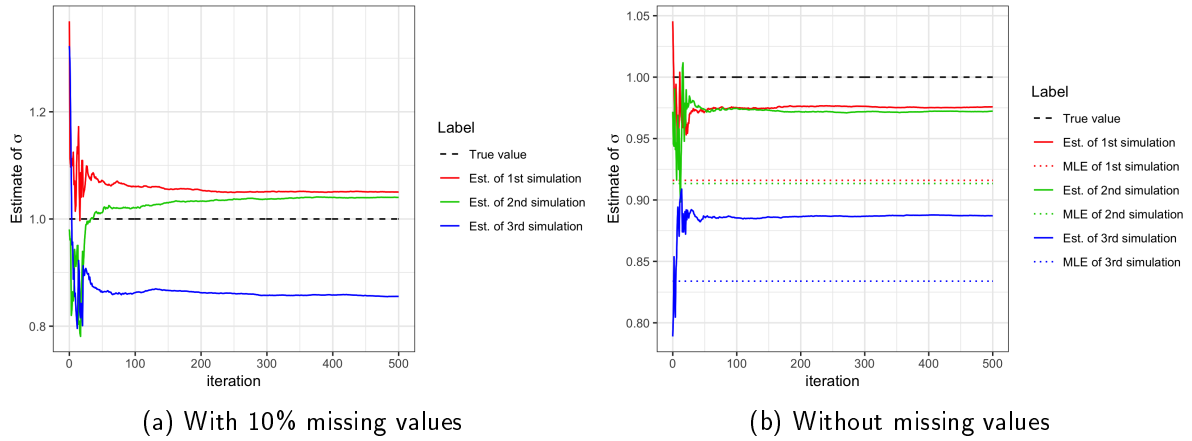 1.2
1.0
0.8
Estimate of σ
0 100 200 300 400 500
iteration
Label
True value
Est. of 1st simulation
Est. of 2nd simulation
Est. of 3rd simulation
(a) With 10% missing values
1.05
1.00
0.95
0.90
0.85
0.80
Estimate of σ
0 100 200 300 400 500
iteration
Label
True value
Est. of 1st simulation
MLE of 1st simulation
Est. of 2nd simulation
MLE of 2nd simulation
Est. of 3rd simulation
MLE of 3rd simulation
(b) Without missing values